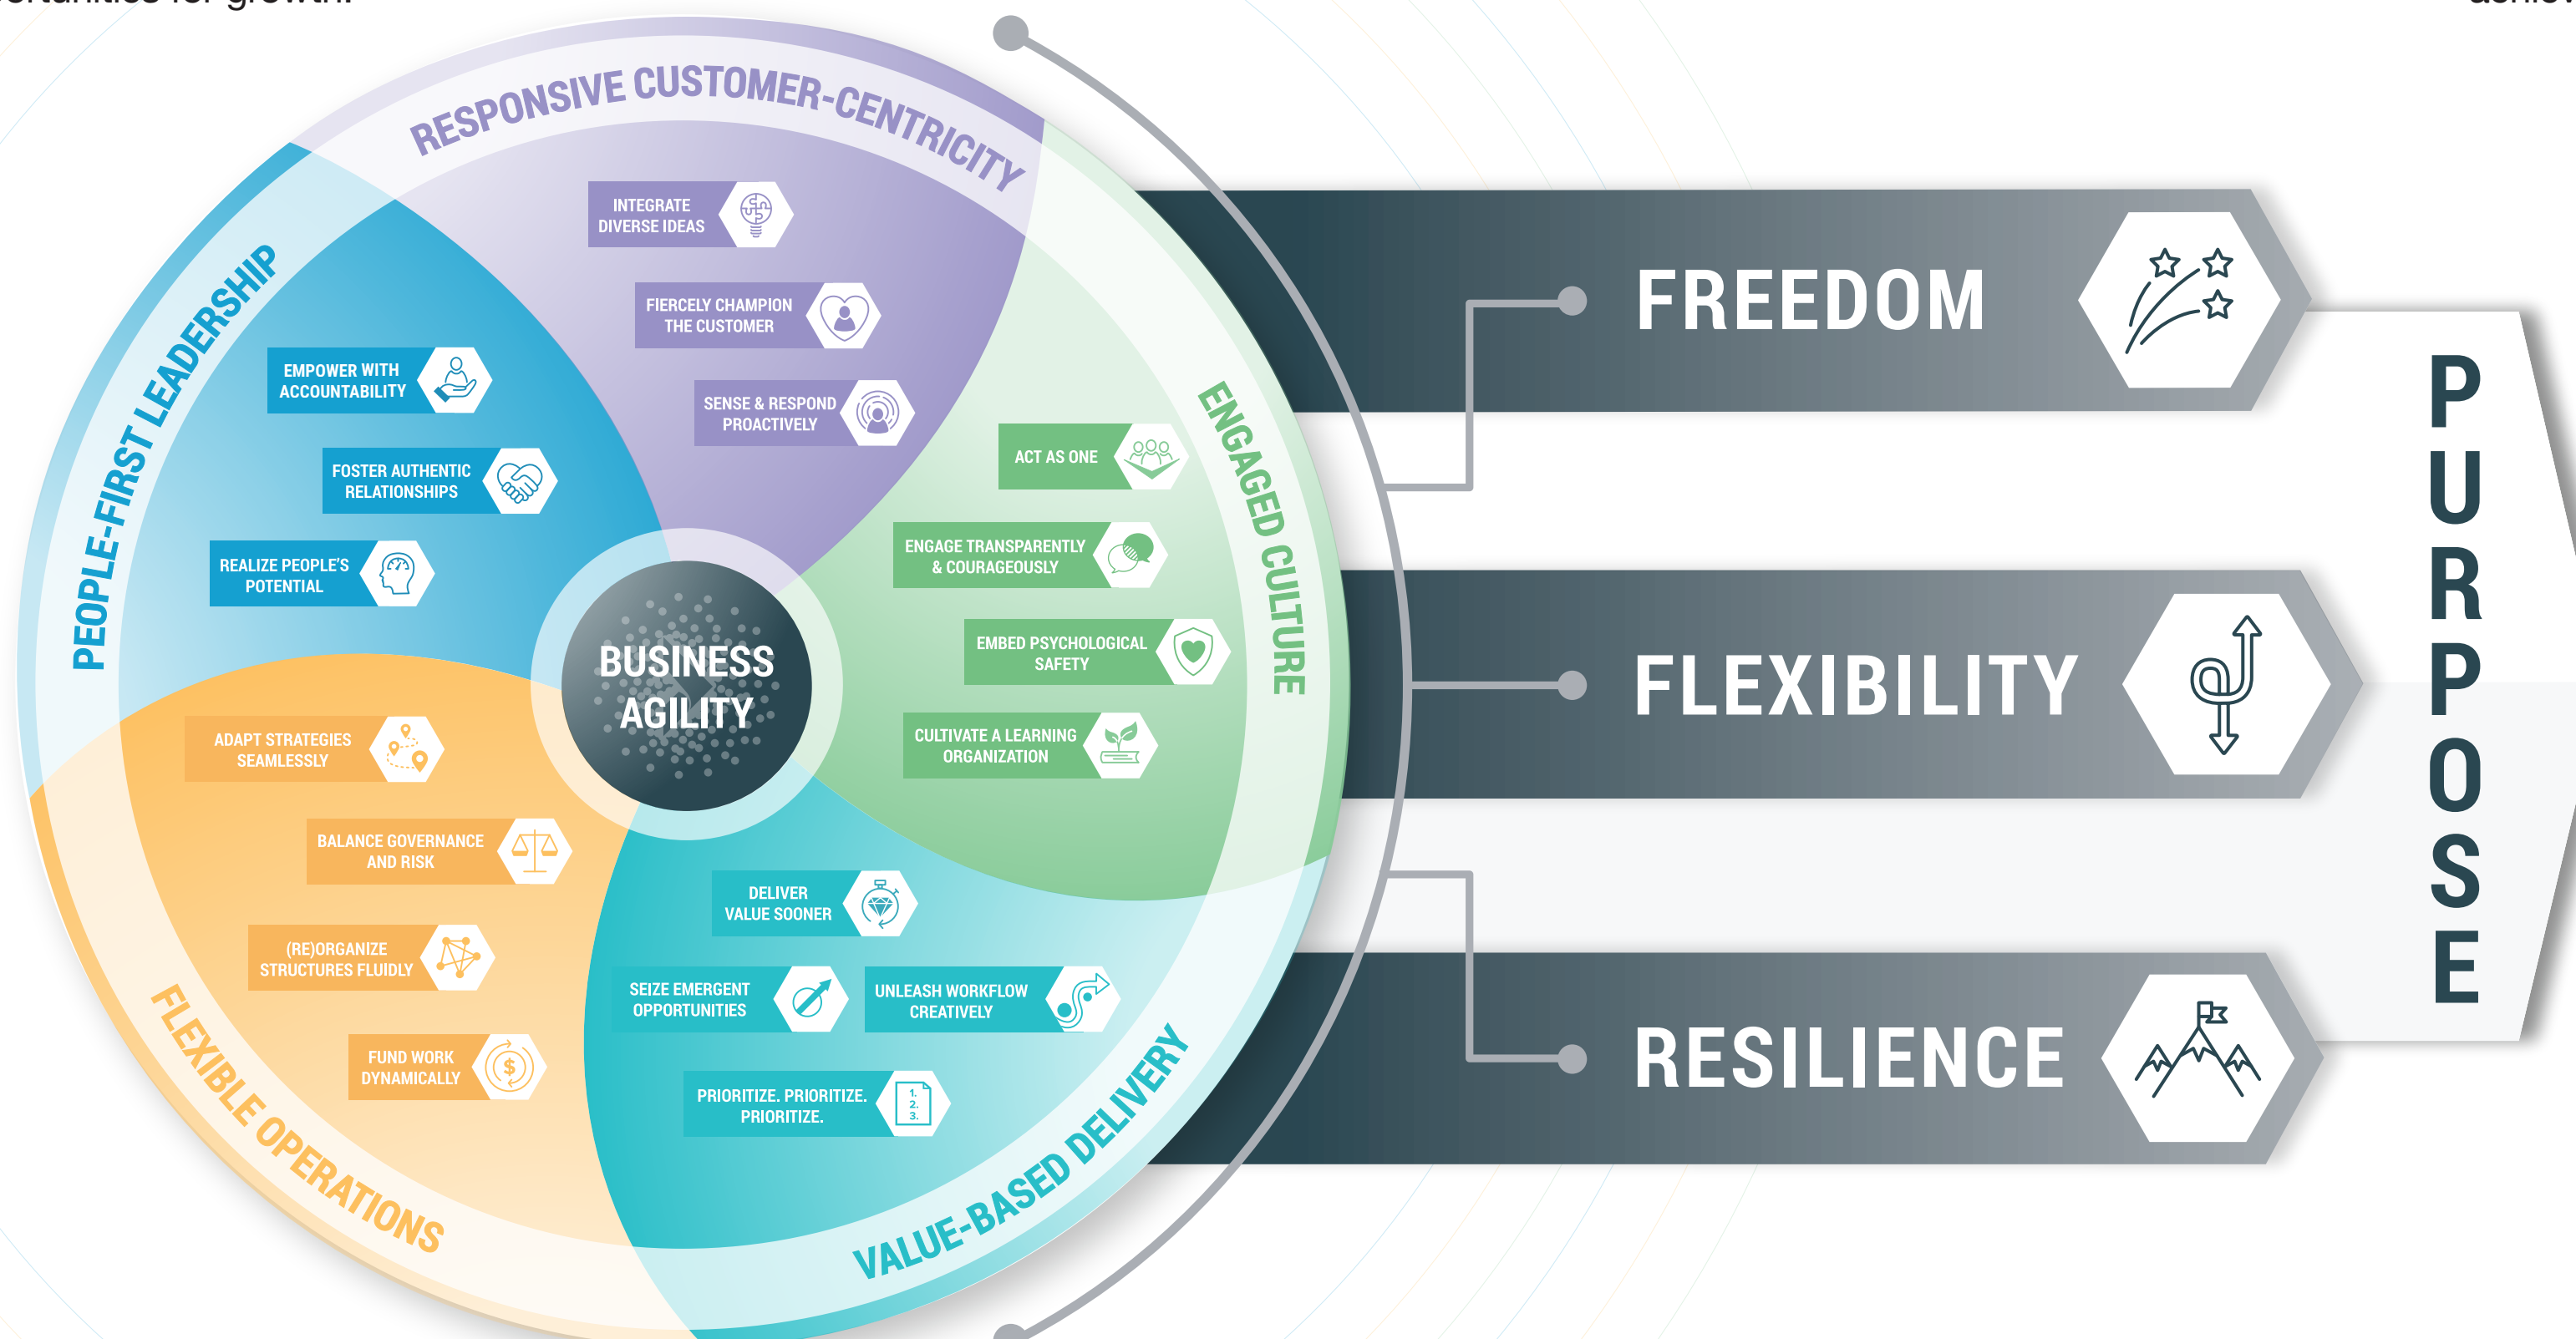 growth.
RESPONSIVE CUSTOMER-CENTRICITY
INTEGRATE
DIVERSE IDEAS
FIERCELY CHAMPION
THE CUSTOMER
SENSE & RESPOND
PROACTIVELY
PEOPLE-FIRST LEADERSHIP
EMPOWER WITH
ACCOUNTABILITY
FOSTER AUTHENTIC
RELATIONSHIPS
REALIZE PEOPLE'S
POTENTIAL
ENGAGED CULTURE
ACT AS ONE
ENGAGE TRANSPARENTLY
& COURAGEOUSLY
EMBED PSYCHOLOGICAL
SAFETY
CULTIVATE A LEARNING
ORGANIZATION
BUSINESS
AGILITY
FLEXIBLE OPERATIONS
ADAPT STRATEGIES
SEAMLESSLY
BALANCE GOVERNANCE
AND RISK
(RE)ORGANIZE
STRUCTURES FLUIDLY
FUND WORK
DYNAMICALLY
$
VALUE-BASED DELIVERY
DELIVER
VALUE SOONER
SEIZE EMERGENT
OPPORTUNITIES
UNLEASH WORKFLOW
CREATIVELY
PRIORITIZE. PRIORITIZE.
PRIORITIZE.
1.
2.
3.
FREEDOM
FLEXIBILITY
RESILIENCE
PURPOSE